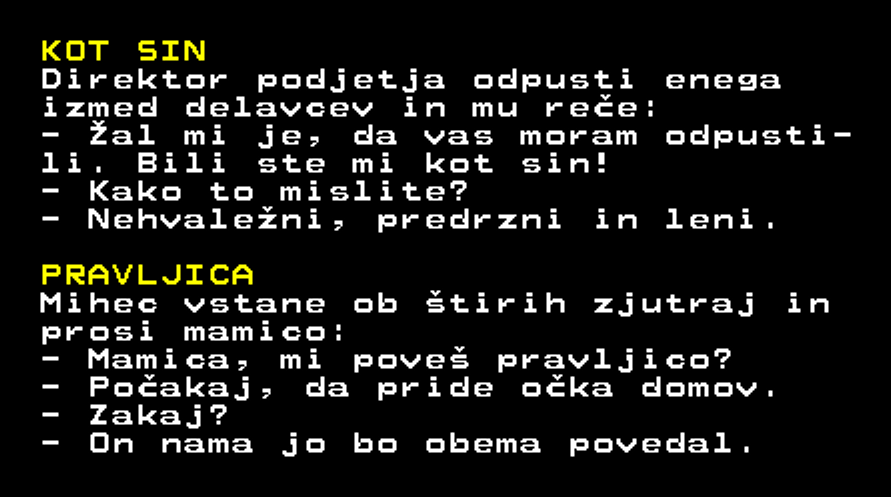 KOT SIN
Direktor podjetja odpusti enega
izmed delavcev in mu reče:
- Žal mi je, da vas moram odpusti-
li. Bili ste mi kot sin!
- Kako to mislite?
- Nehvaležni, predrzni in leni.
PRAVLJICA
Mihec vstane ob štirih zjutraj in
prosi mamico:
- Mamica, mi poveš pravljico?
- Počakaj, da pride očka domov.
- Zakaj?
- On nama jo bo obema povedal.